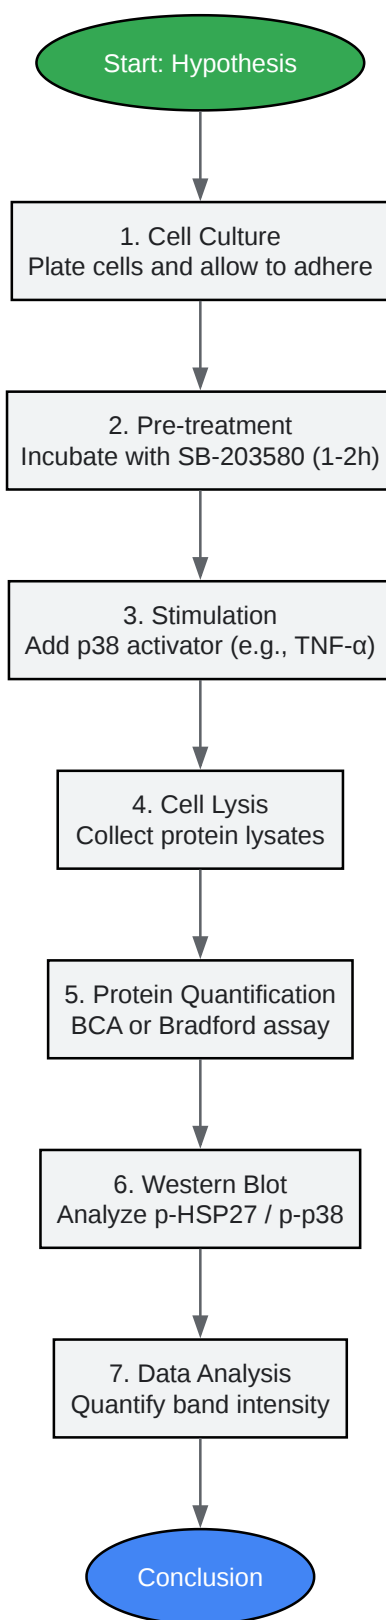 Start: Hypothesis
1. Cell Culture
Plate cells and allow to adhere
2. Pre-treatment
Incubate with SB-203580 (1-2h)
3. Stimulation
Add p38 activator (e.g., TNF-α)
4. Cell Lysis
Collect protein lysates
5. Protein Quantification
BCA or Bradford assay
6. Western Blot
Analyze p-HSP27 / p-p38
7. Data Analysis
Quantify band intensity
Conclusion